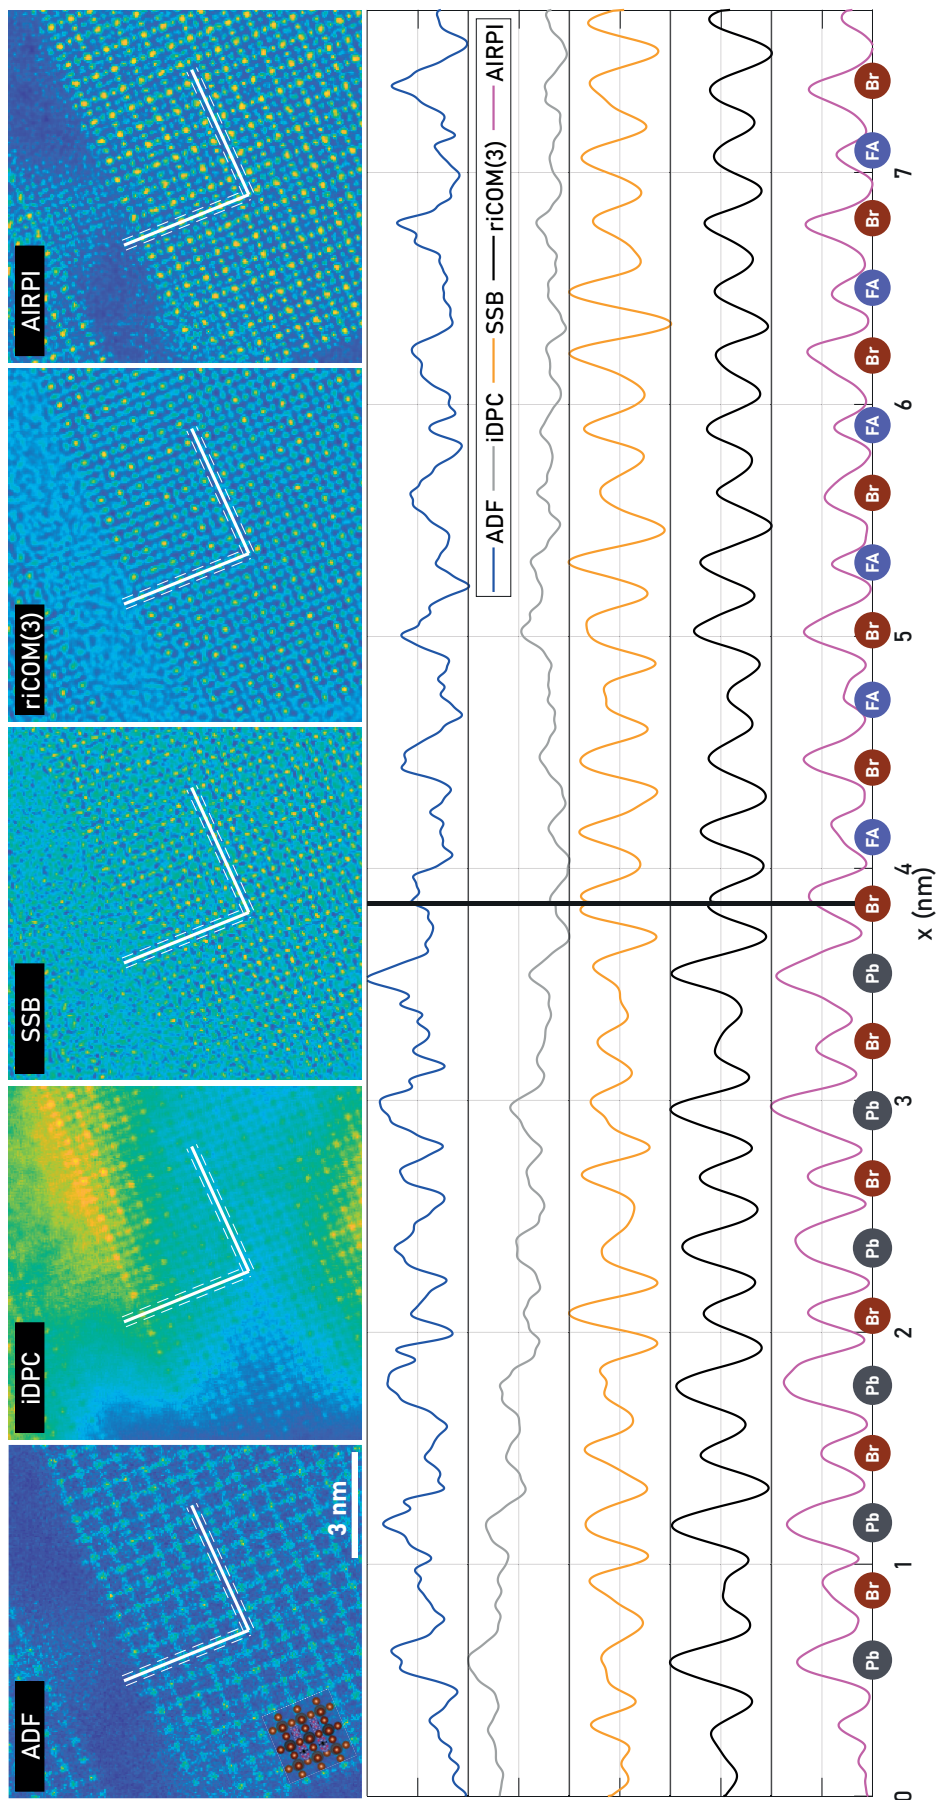 ADF
iDPC
SSB
riCOM(3)
AIRPI
3 nm
ADF iDPC SSB riCOM(3) AIRPI
Pb Br Pb Br Pb Br Pb Br Pb Br Pb Br FA Br FA Br FA Br FA Br FA Br FA Br
0 1 2 3 4 5 6 7
x (nm)